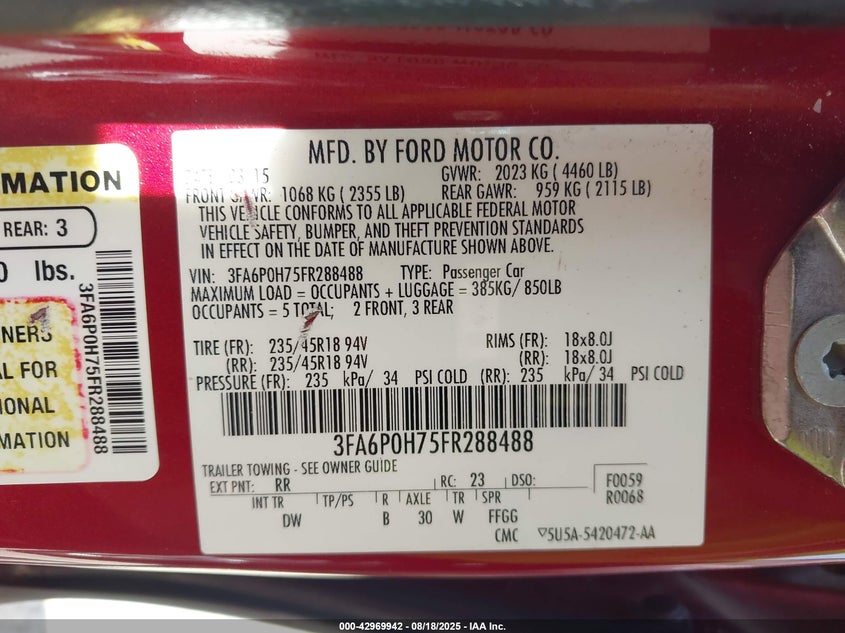 MFD. BY FORD MOTOR CO.
15 GVWR: 2023 KG ( 4460 LB)
FRONT GAWR: 1068 KG ( 2355 LB) REAR GAWR: 959 KG ( 2115 LB)
THIS VEHICLE CONFORMS TO ALL APPLICABLE FEDERAL MOTOR
VEHICLE SAFETY, BUMPER, AND THEFT PREVENTION STANDARDS
IN EFFECT ON THE DATE OF MANUFACTURE SHOWN ABOVE.
VIN: 3FA6P0H75FR288488 TYPE: Passenger Car
MAXIMUM LOAD = OCCUPANTS + LUGGAGE = 385KG/ 850LB
OCCUPANTS = 5 TOTAL; 2 FRONT, 3 REAR
TIRE (FR): 235/45R18 94V RIMS (FR): 18x8.0J
(RR): 235/45R18 94V (RR): 18x8.0J
PRESSURE (FR): 235 kPa/ 34 PSI COLD (RR): 235 kPa/ 34 PSI COLD
3FA6P0H75FR288488
TRAILER TOWING - SEE OWNER GUIDE
EXT PNT: RR RC: 23 DSO: F0059
R0068
INT TR TP/PS R AXLE TR SPR
DW B 30 W FFGG
CMC 5U5A-5420472-AA
RMATION
REAR: 3
0 lbs.
NERS
AL FOR
IONAL
RMATION
3FA6P0H75FR288488
000-42969942 - 08/18/2025 - IAA Inc.